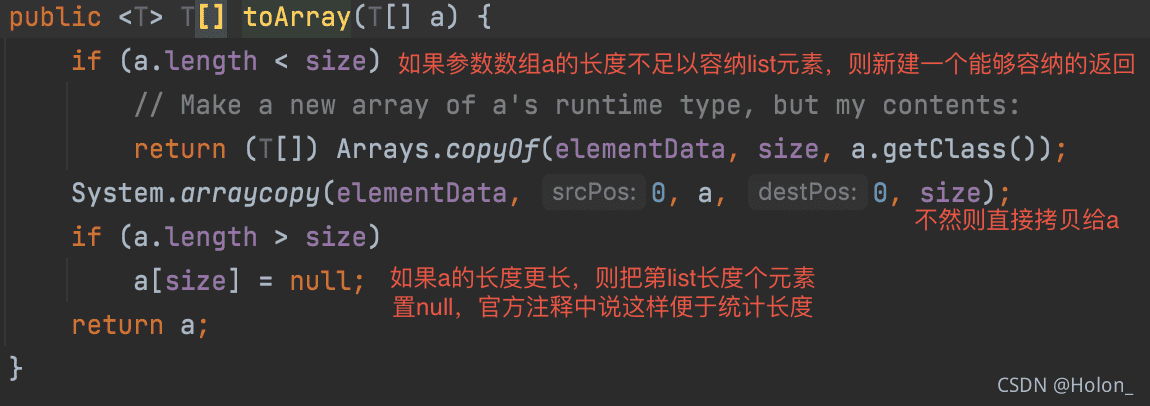 public <T> T[] toArray(T[] a) {
if (a.length < size) 如果参数数组a的长度不足以容纳list元素，则新建一个能够容纳的返回
// Make a new array of a's runtime type, but my contents:
return (T[]) Arrays.copyOf(elementData, size, a.getClass());
System.arraycopy(elementData, srcPos: 0, a, destPos: 0, size);
不然则直接拷贝给a
if (a.length > size)
a[size] = null; 如果a的长度更长，则把第list长度个元素
置null，官方注释中说这样便于统计长度
return a;
}
CSDN @Holon_